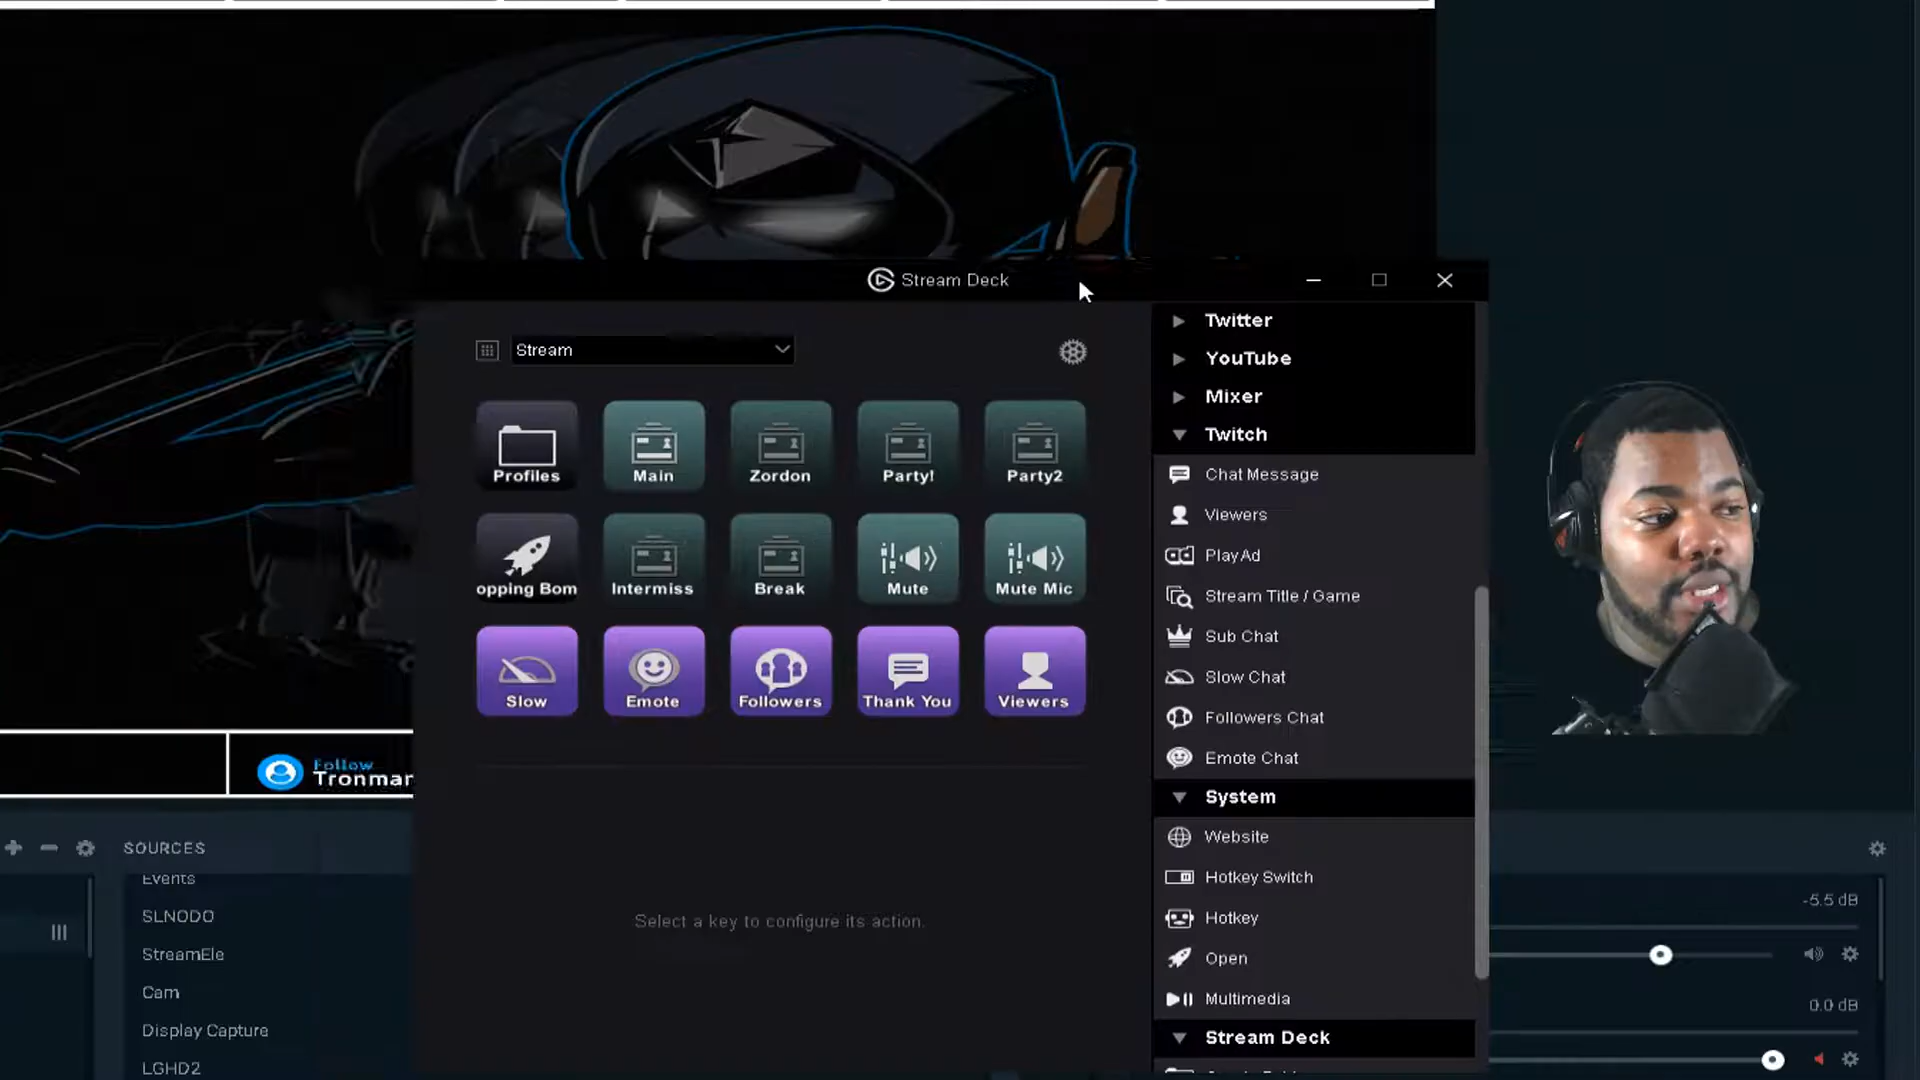 Stream Deck
Stream
Profiles
Main
Zordon
Party!
Party2
opping Bom
Intermiss
Break
Mute
Mute Mic
Slow
Emote
Followers
Thank You
Viewers
Select a key to configure its action.
Twitter
YouTube
Mixer
Twitch
Chat Message
Viewers
Play Ad
Stream Title / Game
Sub Chat
Slow Chat
Followers Chat
Emote Chat
System
Website
Hotkey Switch
Hotkey
Open
Multimedia
Stream Deck
Follow
Tronmar
SOURCES
Events
SLNODO
StreamEle
Cam
Display Capture
LGHD2
-5.5 dB
0.0 dB